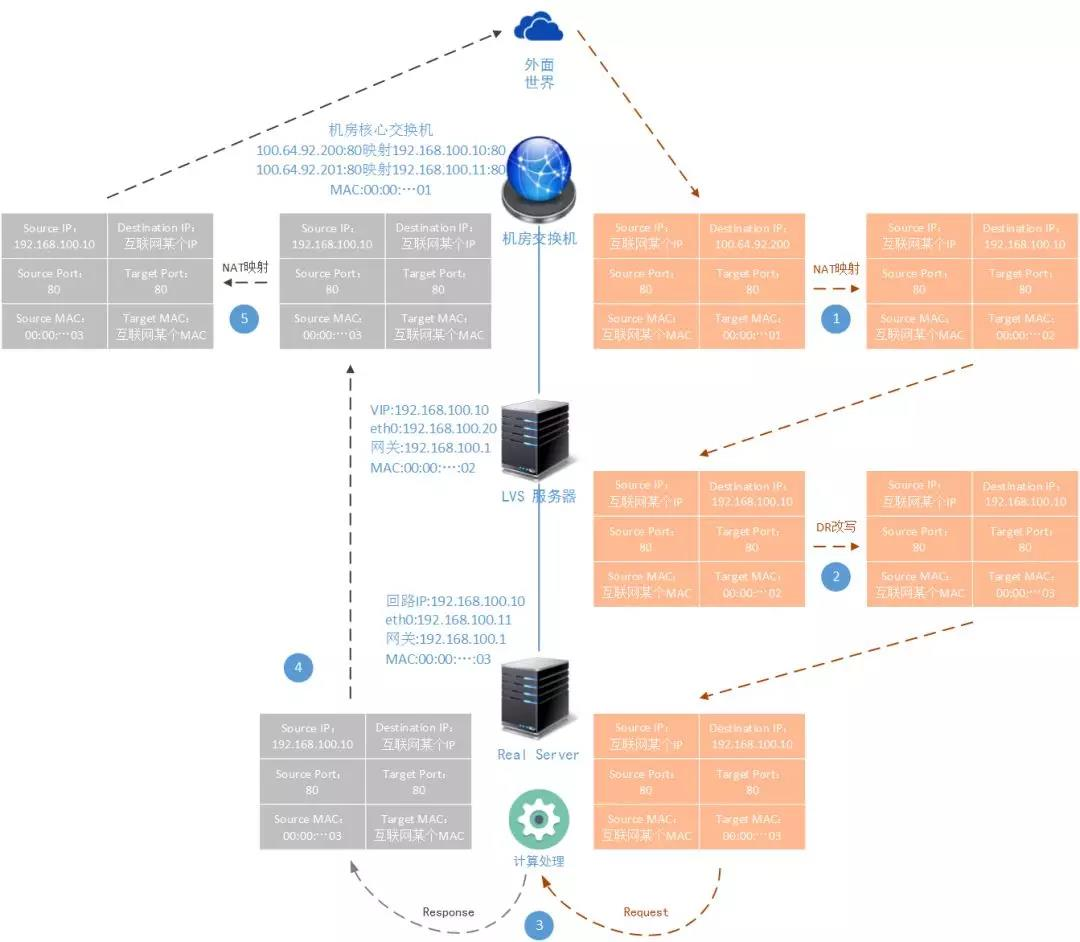 外面
世界
机房核心交换机
100.64.92.200:80映射192.168.100.10:80
100.64.92.201:80映射192.168.100.11:80
MAC:00:00:…01
机房交换机
Source IP:
192.168.100.10
Destination IP:
互联网某个IP
Source Port:
80
Target Port:
80
Source MAC:
00:00:…03
Target MAC:
互联网某个MAC
NAT映射
5
Source IP:
192.168.100.10
Destination IP:
互联网某个IP
Source Port:
80
Target Port:
80
Source MAC:
00:00:…03
Target MAC:
互联网某个MAC
Source IP:
互联网某个IP
Destination IP:
100.64.92.200
Source Port:
80
Target Port:
80
Source MAC:
互联网某个MAC
Target MAC:
00:00:…01
NAT映射
1
Source IP:
互联网某个IP
Destination IP:
192.168.100.10
Source Port:
80
Target Port:
80
Source MAC:
互联网某个MAC
Target MAC:
00:00:…02
VIP:192.168.100.10
eth0:192.168.100.20
网关:192.168.100.1
MAC:00:00:…:02
LVS 服务器
Source IP:
互联网某个IP
Destination IP:
192.168.100.10
Source Port:
80
Target Port:
80
Source MAC:
互联网某个MAC
Target MAC:
00:00:…02
DR改写
2
Source IP:
互联网某个IP
Destination IP:
192.168.100.10
Source Port:
80
Target Port:
80
Source MAC:
互联网某个MAC
Target MAC:
00:00:…03
回路IP:192.168.100.10
eth0:192.168.100.11
网关:192.168.100.1
MAC:00:00:…:03
4
Real Server
Source IP:
192.168.100.10
Destination IP:
互联网某个IP
Source Port:
80
Target Port:
80
Source MAC:
00:00:…03
Target MAC:
互联网某个MAC
Source IP:
互联网某个IP
Destination IP:
192.168.100.10
Source Port:
80
Target Port:
80
Source MAC:
互联网某个MAC
Target MAC:
00:00:…03
计算处理
Response
Request
3